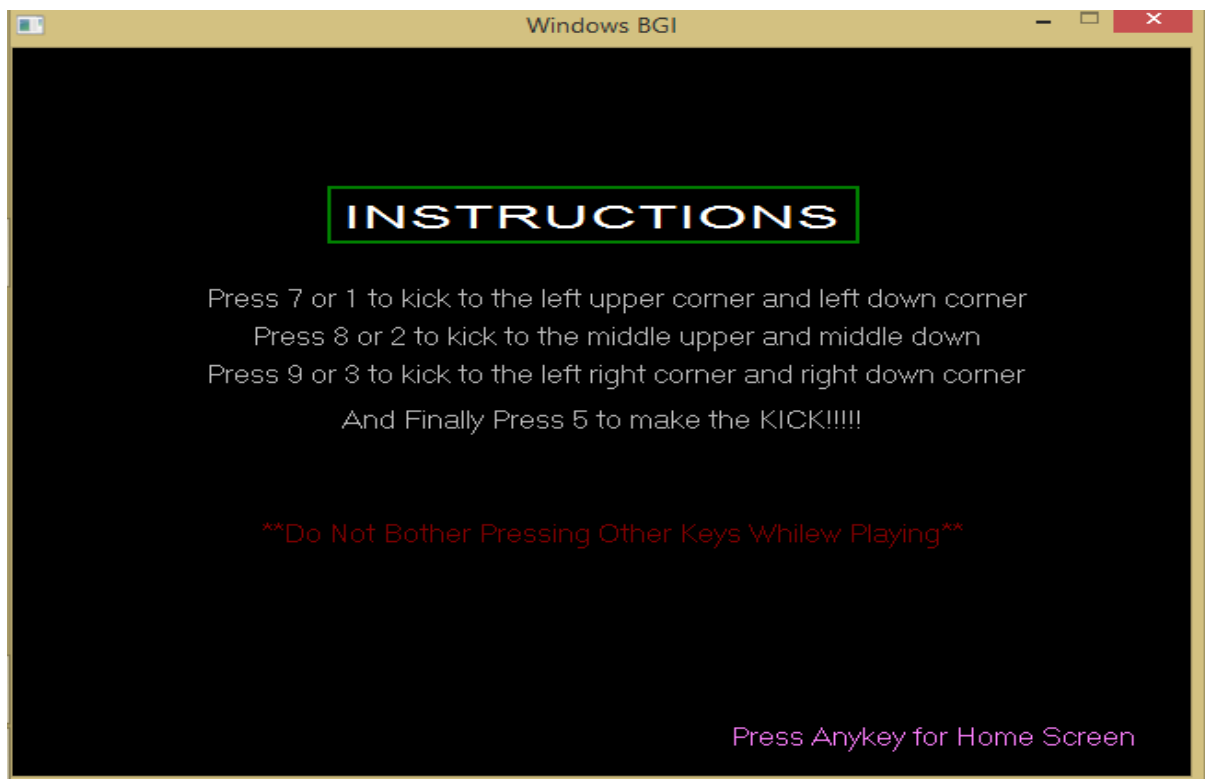 Windows BGI
INSTRUCTIONS
Press 7 or 1 to kick to the left upper corner and left down corner
Press 8 or 2 to kick to the middle upper and middle down
Press 9 or 3 to kick to the left right corner and right down corner
And Finally Press 5 to make the KICK!!!!!
**Do Not Bother Pressing Other Keys Whilew Playing**
Press Anykey for Home Screen